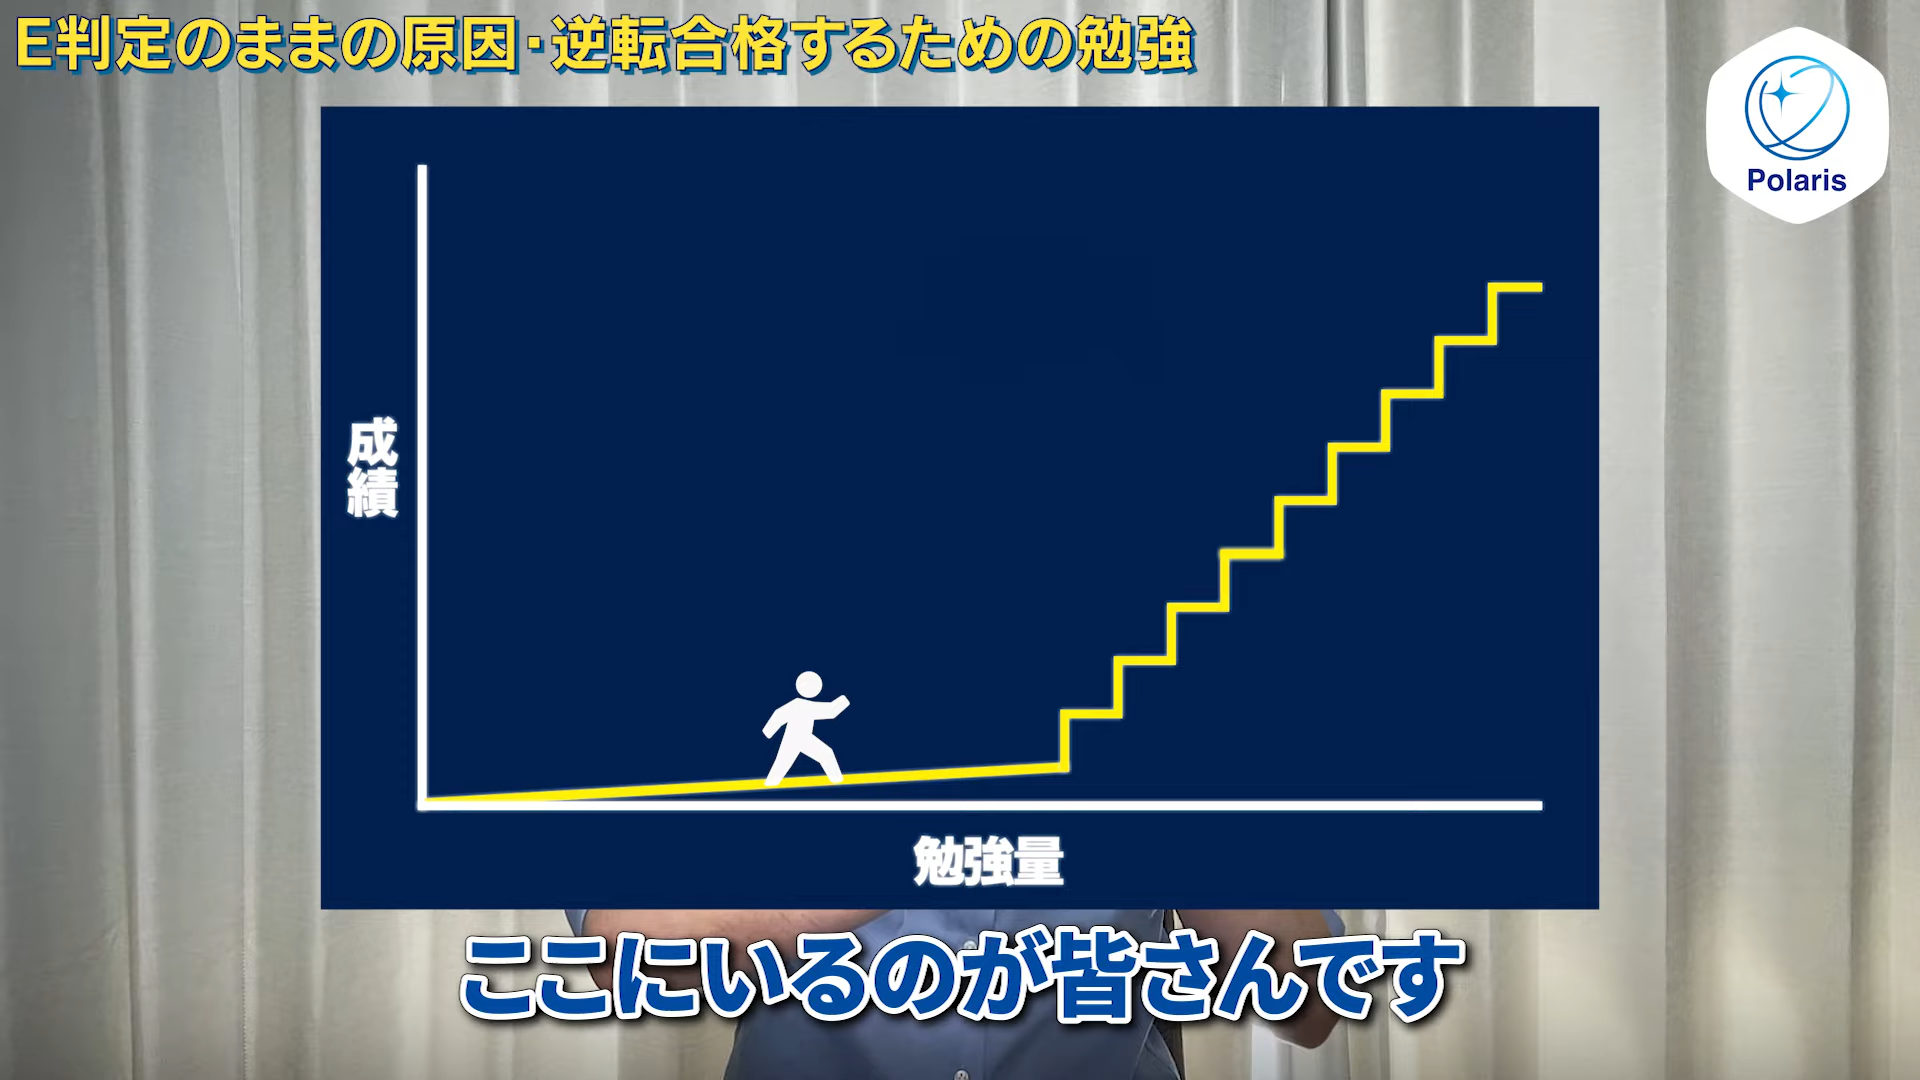 E判定のままの原因・逆転合格するための勉強
Polaris
成績
勉強量
ここにいるのが皆さんです